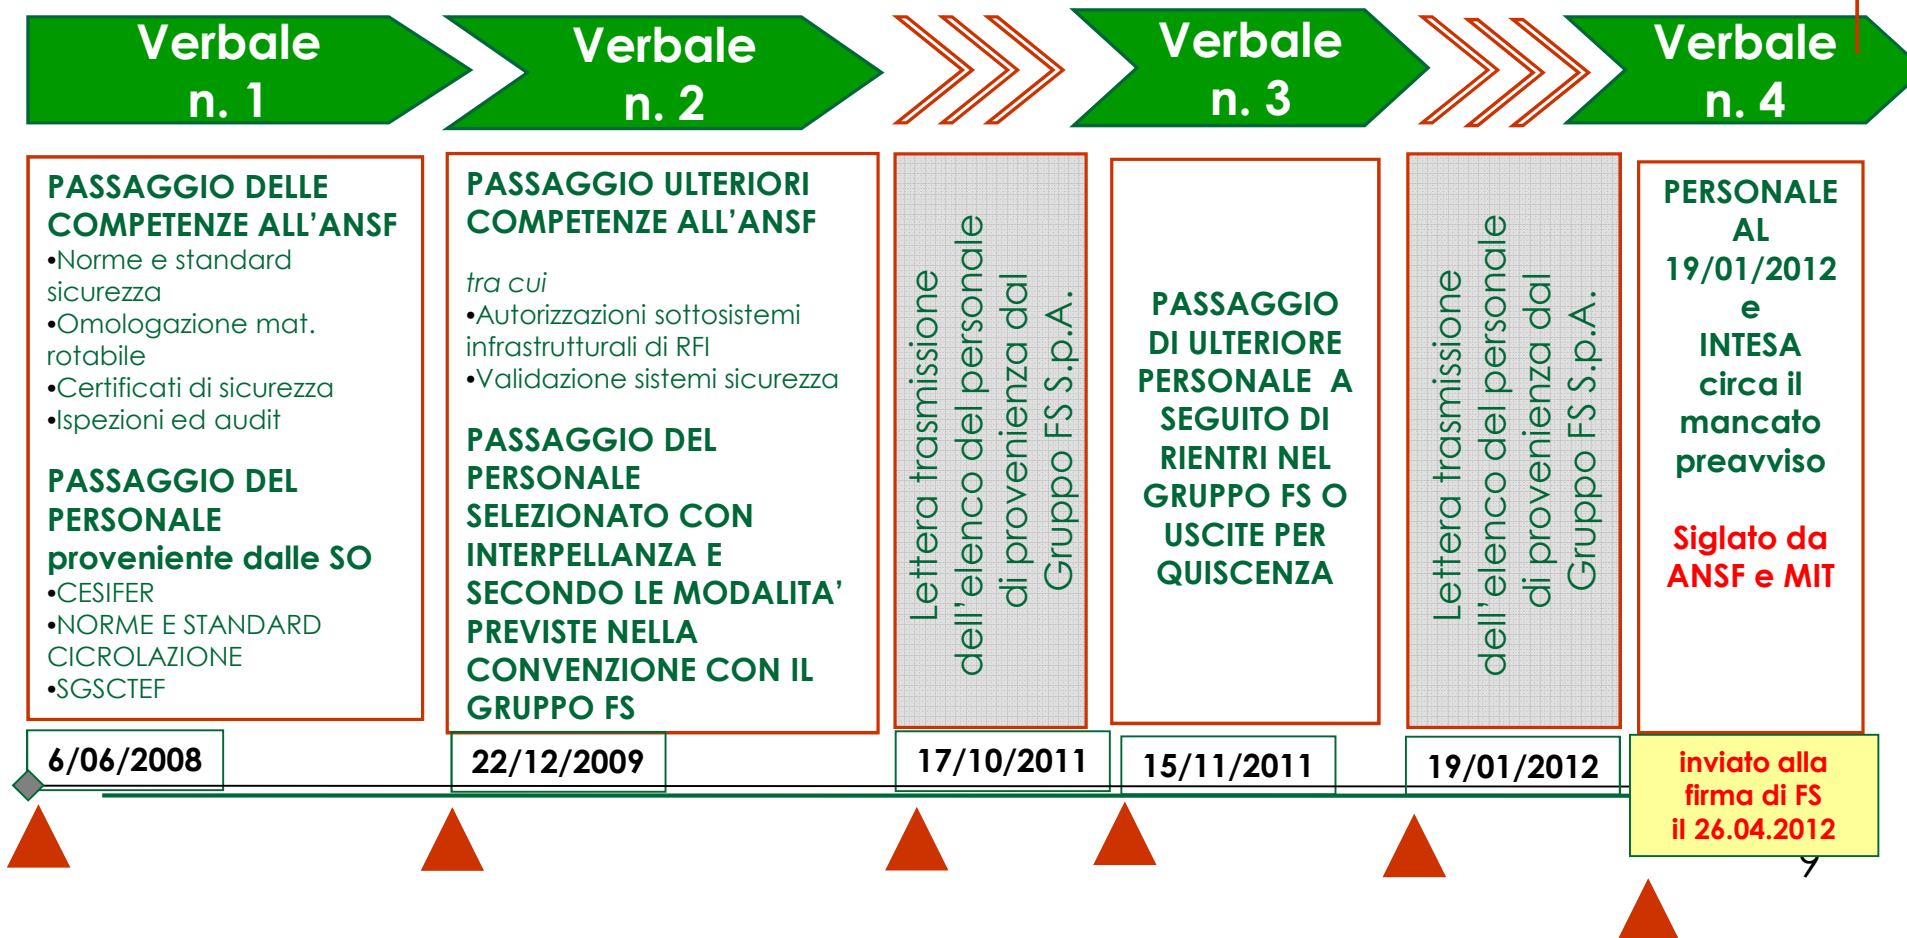 Verbale
n. 1
Verbale
n. 2
Verbale
n. 3
Verbale
n. 4
PASSAGGIO DELLE
COMPETENZE ALL’ANSF
•Norme e standard
sicurezza
•Omologazione mat.
rotabile
•Certificati di sicurezza
•Ispezioni ed audit
PASSAGGIO DEL
PERSONALE
proveniente dalle SO
•CESIFER
•NORME E STANDARD
CICROLAZIONE
•SGSCTEF
PASSAGGIO ULTERIORI
COMPETENZE ALL’ANSF
tra cui
•Autorizzazioni sottosistemi
infrastrutturali di RFI
•Validazione sistemi sicurezza
PASSAGGIO DEL
PERSONALE
SELEZIONATO CON
INTERPELLANZA E
SECONDO LE MODALITA’
PREVISTE NELLA
CONVENZIONE CON IL
GRUPPO FS
Lettera trasmissione
dell’elenco del personale
di provenienza dal
Gruppo FS S.p.A.
PASSAGGIO
DI ULTERIORE
PERSONALE A
SEGUITO DI
RIENTRI NEL
GRUPPO FS O
USCITE PER
QUISCENZA
Lettera trasmissione
dell’elenco del personale
di provenienza dal
Gruppo FS S.p.A.
PERSONALE
AL
19/01/2012
e
INTESA
circa il
mancato
preavviso
Siglato da
ANSF e MIT
6/06/2008
22/12/2009
17/10/2011
15/11/2011
19/01/2012
inviato alla
firma di FS
il 26.04.2012
9